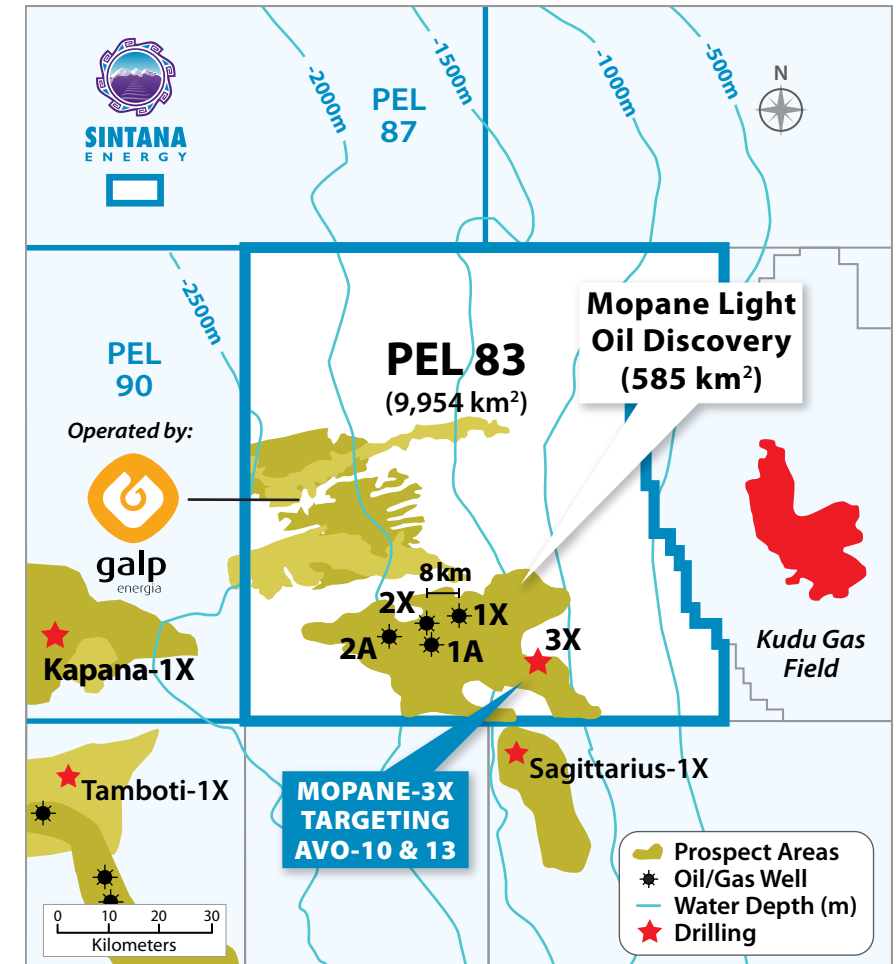 SINTANA
ENERGY
-2000m
PEL
87
-1500m
-1000m
-500m
N
-2500m
PEL
90
Operated by:
galp
energia
PEL 83
(9,954 km²)
Mopane Light
Oil Discovery
(585 km²)
8 km
2X
1X
2A
1A
3X
Kudu Gas
Field
Kapana-1X
Tamboti-1X
MOPANE-3X
TARGETING
AVO-10 & 13
Sagittarius-1X
Prospect Areas
Oil/Gas Well
Water Depth (m)
Drilling
0 10 20 30
Kilometers